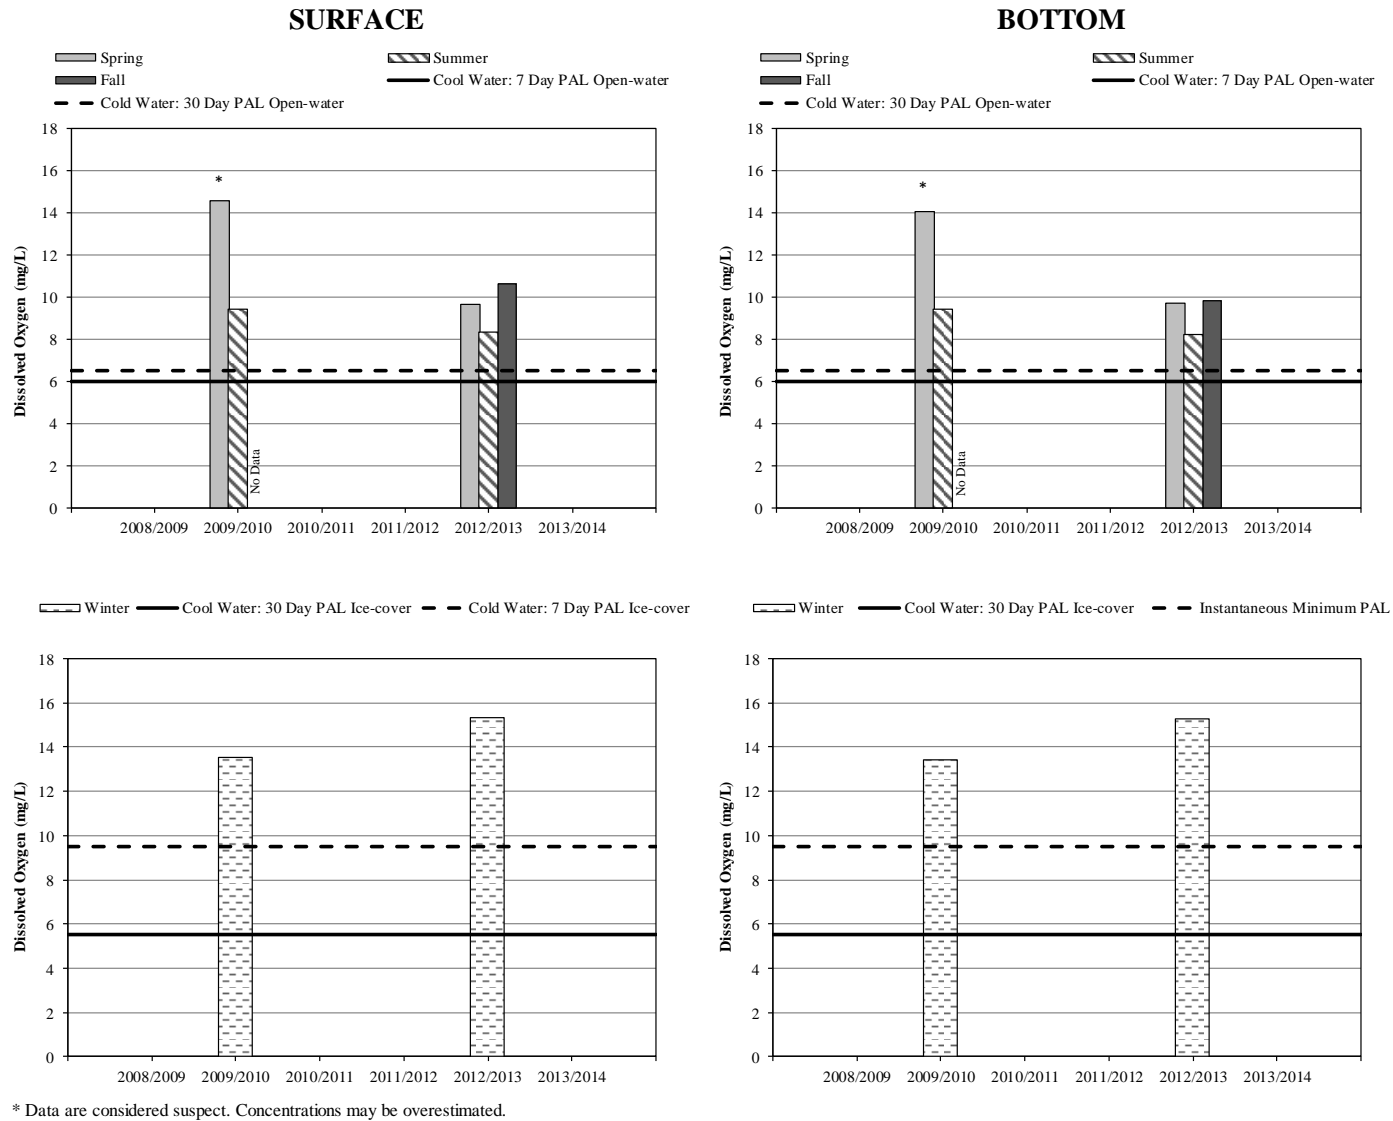 SURFACE
Spring
Summer
Fall
Cool Water: 7 Day PAL Open-water
Cold Water: 30 Day PAL Open-water
18
16
14
12
10
8
6
4
2
0
Dissolved Oxygen (mg/L)
*
No Data
2008/2009 2009/2010 2010/2011 2011/2012 2012/2013 2013/2014
BOTTOM
Spring
Summer
Fall
Cool Water: 7 Day PAL Open-water
Cold Water: 30 Day PAL Open-water
18
16
14
12
10
8
6
4
2
0
Dissolved Oxygen (mg/L)
*
No Data
2008/2009 2009/2010 2010/2011 2011/2012 2012/2013 2013/2014
Winter Cool Water: 30 Day PAL Ice-cover Cold Water: 7 Day PAL Ice-cover
18
16
14
12
10
8
6
4
2
0
Dissolved Oxygen (mg/L)
2008/2009 2009/2010 2010/2011 2011/2012 2012/2013 2013/2014
Winter Cool Water: 30 Day PAL Ice-cover Instantaneous Minimum PAL
18
16
14
12
10
8
6
4
2
0
Dissolved Oxygen (mg/L)
2008/2009 2009/2010 2010/2011 2011/2012 2012/2013 2013/2014
* Data are considered suspect. Concentrations may be overestimated.